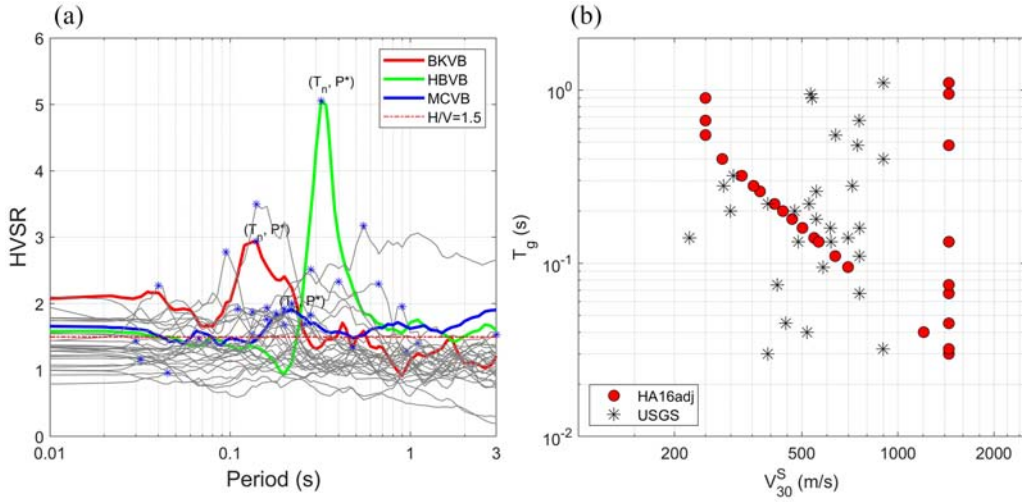 (a)
6
5
4
3
2
1
0
HVSR
0.01
0.1
1
3
Period (s)
BKVB
HBVB
MCVB
H/V=1.5
(Tn, P*)
(Tn, P*)
(Tn, P*)
(b)
10^0
10^-1
10^-2
Tg (s)
200
500
1000
2000
V^S_30 (m/s)
HA16adj
USGS